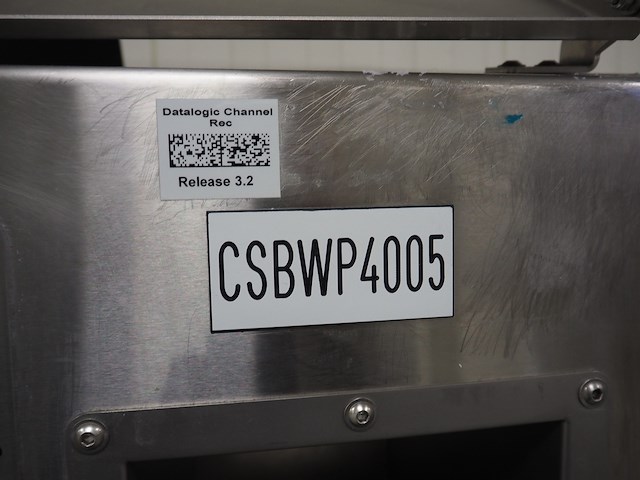 Datalogic Channel
Rec
Release 3.2
CSBWP4005